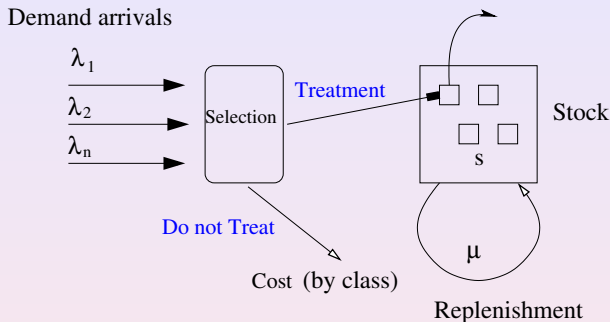 Demand arrivals
λ1
λ2
λn
Selection
Treatment
Stock
s
Do not Treat
Cost (by class)
μ
Replenishment